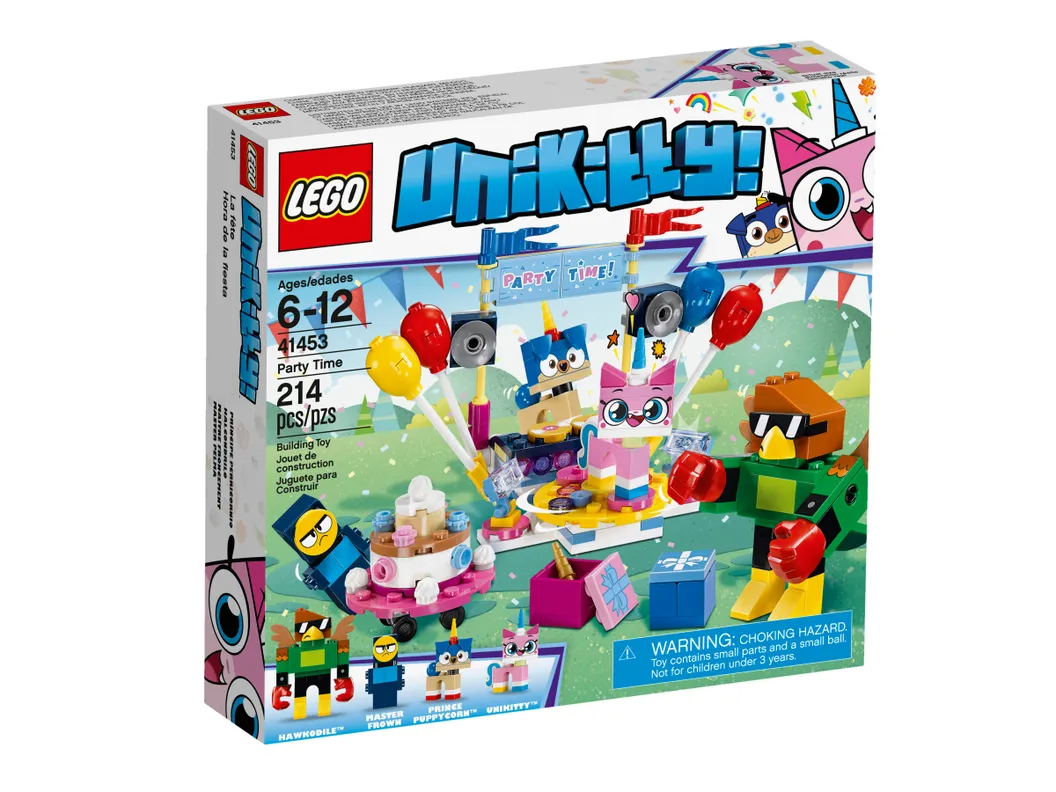 LEGO
41453
LEGO
41453
La fête
Hora de la fiesta
UniKitty!
LEGO
UniKitty!
PARTY TIME!
Ages/edades
6-12
41453
Party Time
214
pcs/pzs
Building Toy
Jouet de
construction
Juguete para
Construir
WARNING: CHOKING HAZARD.
Toy contains small parts and a small ball.
Not for children under 3 years.
HAWKODILE™
MASTER
FROWN
PRINCE
PUPPYCORN™
UNIKITTY™